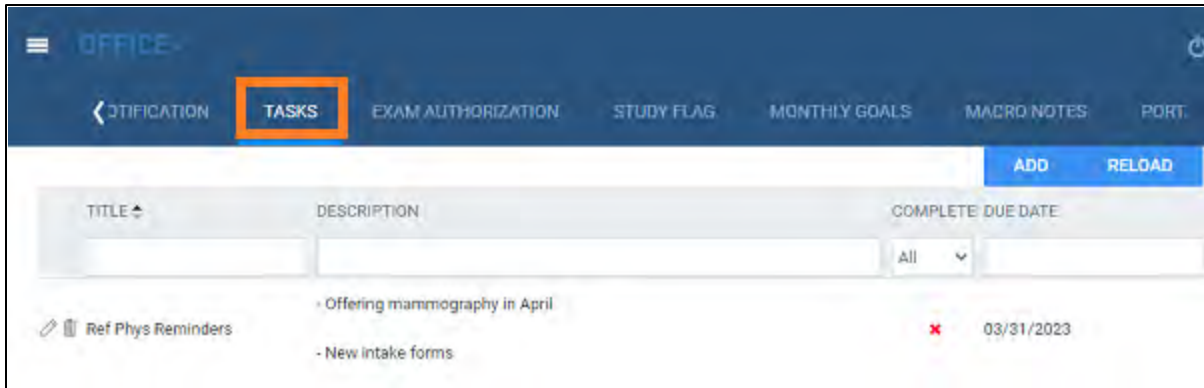 OFFICE
OTIFICATION TASKS EXAM AUTHORIZATION STUDY FLAG MONTHLY GOALS MACRO NOTES PORT
ADD RELOAD
TITLE DESCRIPTION COMPLETE DUE DATE
All
- Offering mammography in April
Ref Phys Reminders 03/31/2023
- New intake forms